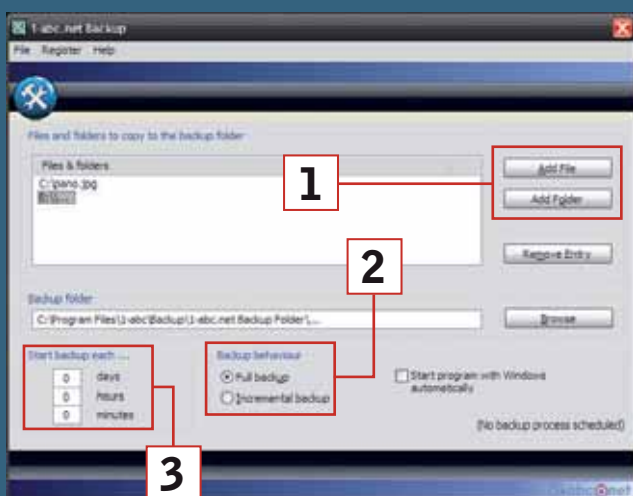 1-abc.net Backup
File Register Help
Files and folders to copy to the backup folder
Files & folders
C:\pano.jpg
Add File
Add Folder
Remove Entry
1
2
Backup folder
C:\Program Files\1-abc\Backup\1-abc.net Backup Folder\...
Browse
Start backup each ...
0 days
0 hours
0 minutes
Backup behaviour
Full backup
Incremental backup
Start program with Windows
automatically
(No backup process scheduled)
3